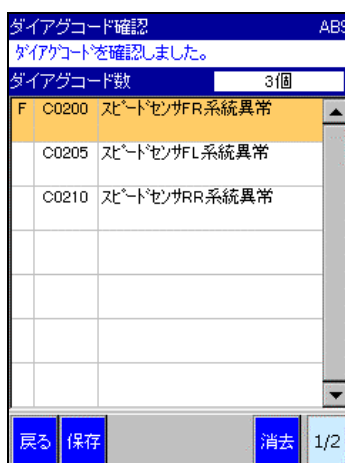 ダイアグコード確認 ABS
ﾀﾞｲｱｸﾞｺｰﾄﾞを確認しました。
ダイアグコード数 3個
F C0200 ｽﾋﾟｰﾄﾞｾﾝｻFR系統異常
C0205 ｽﾋﾟｰﾄﾞｾﾝｻFL系統異常
C0210 ｽﾋﾟｰﾄﾞｾﾝｻRR系統異常
戻る 保存 消去 1/2